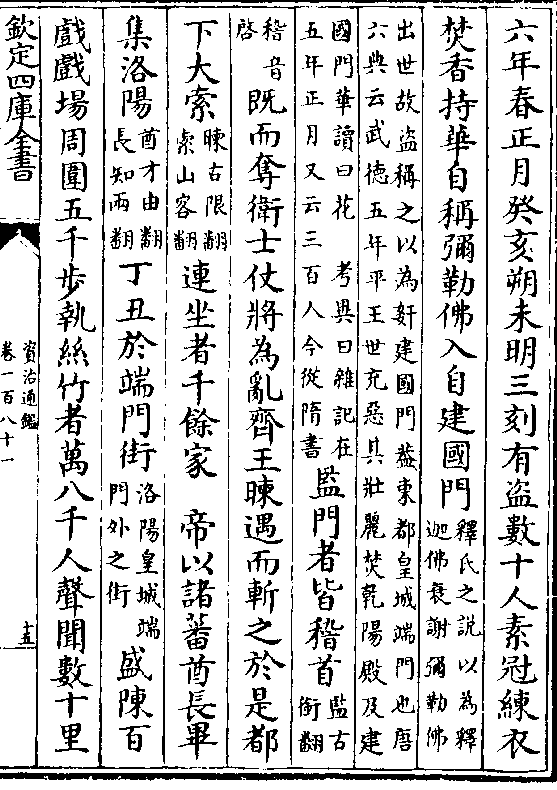 六年春正月癸亥朔未明三刻有盗數十人素冠練衣
焚香持華自稱彌勒佛入自建國門
釋氏之説以為釋
迦佛衰謝彌勒佛
出世故盗稱之以為奸建國門葢東都皇城端門也唐
六典云武徳五年平王世充惡其壯麗焚乾陽殿及建
國門華讀曰花 考異曰雜記在
五年正月又云三百人今從隋書
監門者皆稽首
監古
銜翻
稽音
啓
既而奪衛士仗將為亂齊王暕遇而斬之於是都
下大索
暕古限翻
索山客翻
連坐者千餘家 帝以諸蕃酋長畢
集洛陽
酋才由翻
長知兩翻
丁丑於端門街
洛陽皇城端
門外之街
盛陳百
戲戲場周圍五千步執絲竹者萬八千人聲聞數十里
欽定四庫全書
資治通鑑
卷一百八十一
十五